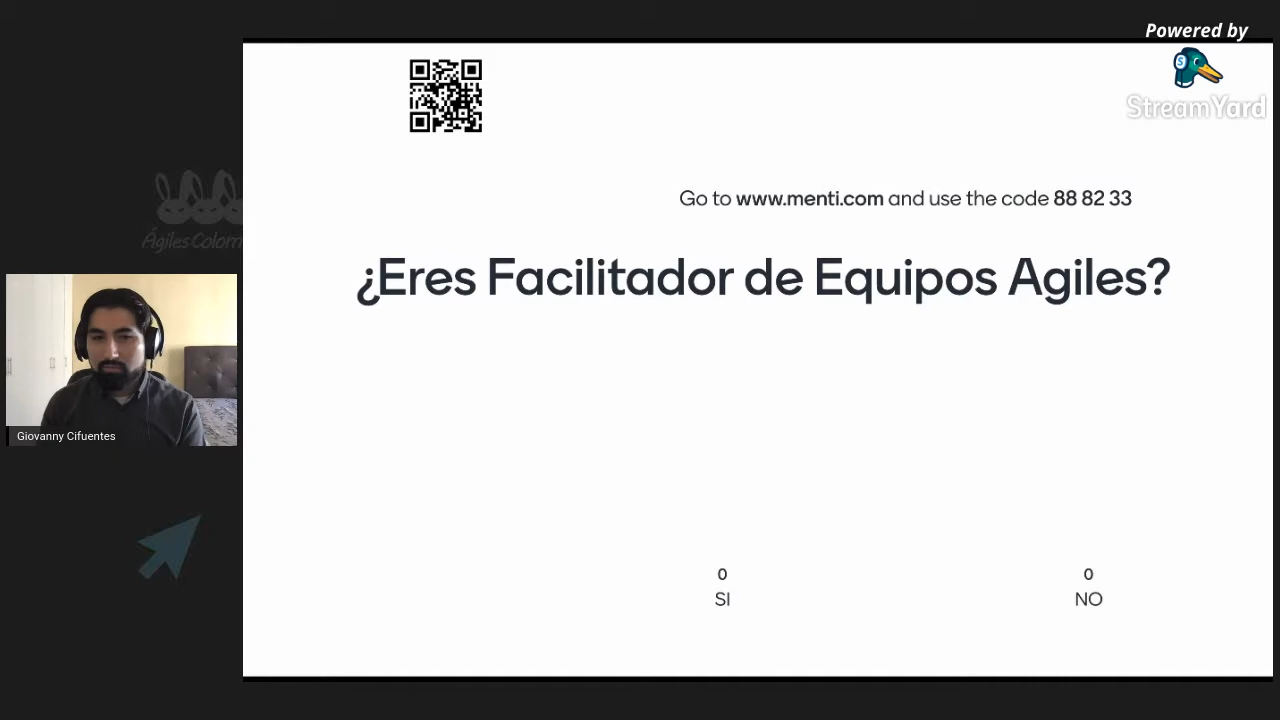 Powered by
StreamYard
Go to www.menti.com and use the code 88 82 33
ÁgilesColom
¿Eres Facilitador de Equipos Agiles?
Giovanny Cifuentes
0
SI
0
NO